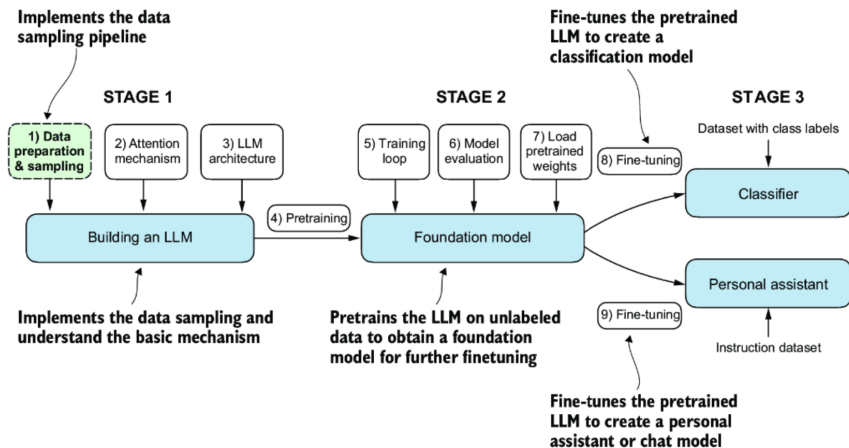 Implements the data
sampling pipeline
Fine-tunes the pretrained
LLM to create a
classification model
STAGE 1
STAGE 2
STAGE 3
1) Data
preparation
& sampling
2) Attention
mechanism
3) LLM
architecture
5) Training
loop
6) Model
evaluation
7) Load
pretrained
weights
8) Fine-tuning
Dataset with class labels
Classifier
4) Pretraining
Building an LLM
Foundation model
Personal assistant
Implements the data sampling and
understand the basic mechanism
Pretrains the LLM on unlabeled
data to obtain a foundation
model for further finetuning
9) Fine-tuning
Instruction dataset
Fine-tunes the pretrained
LLM to create a personal
assistant or chat model